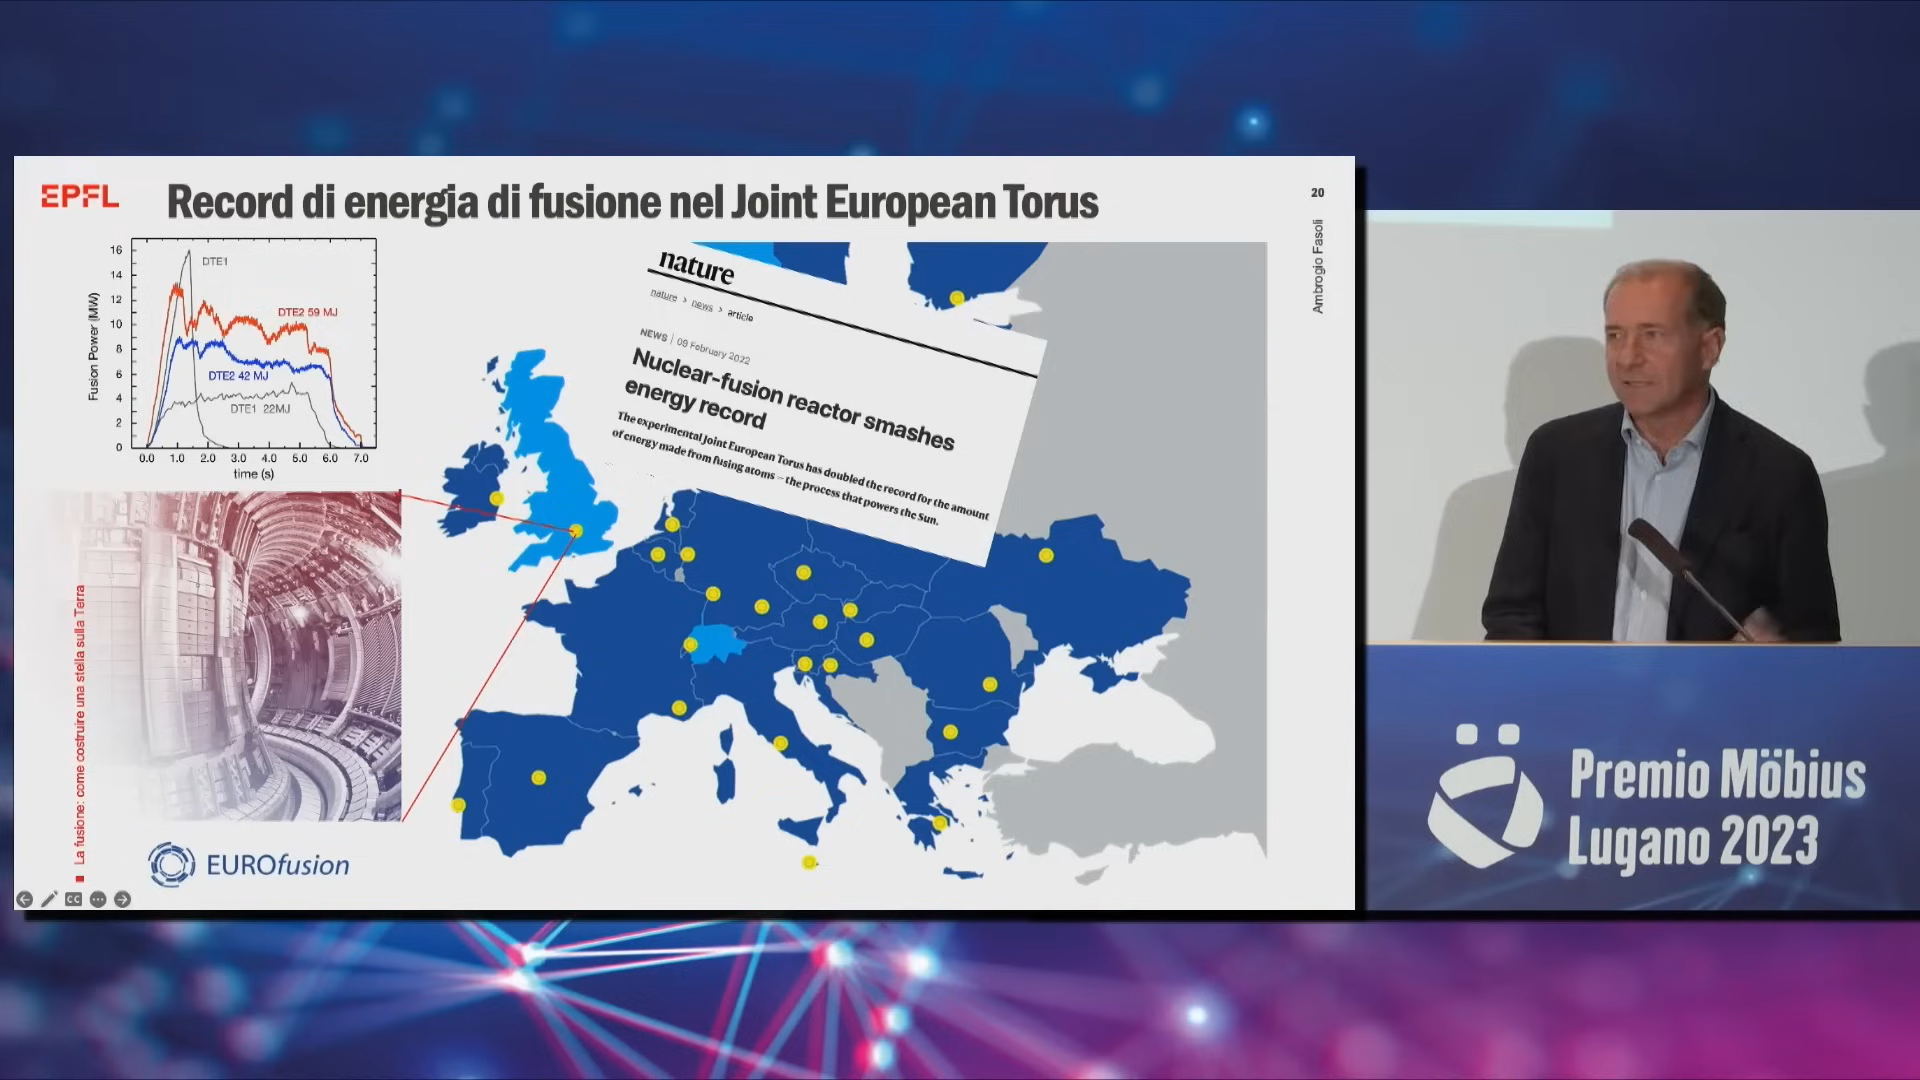 EPFL
Record di energia di fusione nel Joint European Torus
20
Ambrogio Fasoli
Fusion Power (MW)
16
14
12
10
8
6
4
2
0
DTE1
DTE2 59 MJ
DTE2 42 MJ
DTE1 22MJ
0.0 1.0 2.0 3.0 4.0 5.0 6.0 7.0
time (s)
nature
nature > news > article
NEWS | 09 February 2022
Nuclear-fusion reactor smashes
energy record
The experimental Joint European Torus has doubled the record for the amount
of energy made from fusing atoms – the process that powers the Sun.
La fusione: come costruire una stella sulla Terra
EUROfusion
CC
Premio Möbius
Lugano 2023